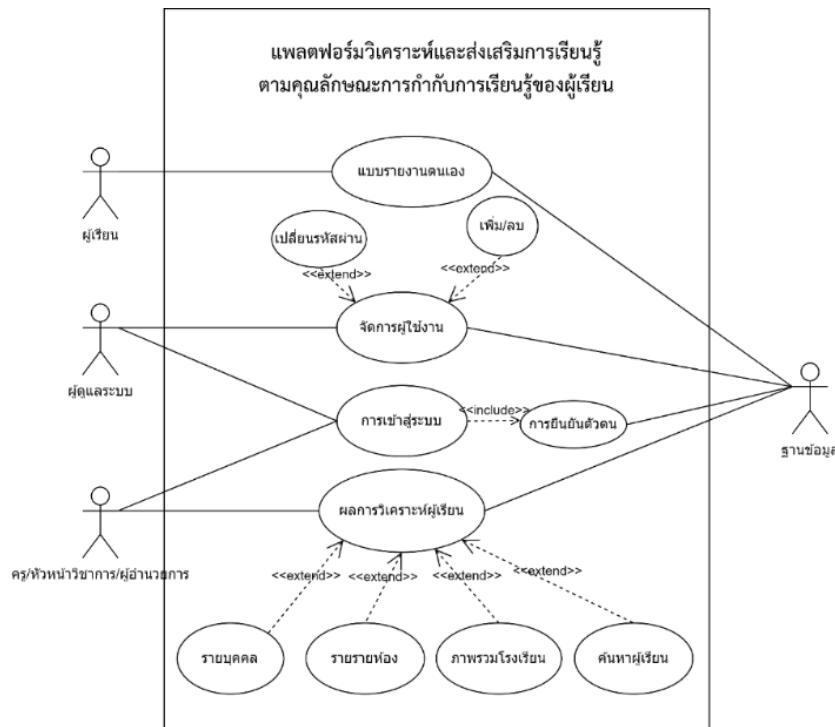 แพลตฟอร์มวิเคราะห์และส่งเสริมการเรียนรู้
ตามคุณลักษณะการกำกับการเรียนรู้ของผู้เรียน
แบบรายงานตนเอง
ผู้เรียน
เปลี่ยนรหัสผ่าน
เพิ่ม/ลบ
<<extend>>
<<extend>>
จัดการผู้ใช้งาน
ผู้ดูแลระบบ
การเข้าสู่ระบบ
<<include>>
การยืนยันตัวตน
ฐานข้อมูล
ผลการวิเคราะห์ผู้เรียน
ครู/หัวหน้าวิชาการ/ผู้อำนวยการ
<<extend>>
<<extend>>
<<extend>>
<<extend>>
รายบุคคล
รายรายห้อง
ภาพรวมโรงเรียน
ค้นหาผู้เรียน